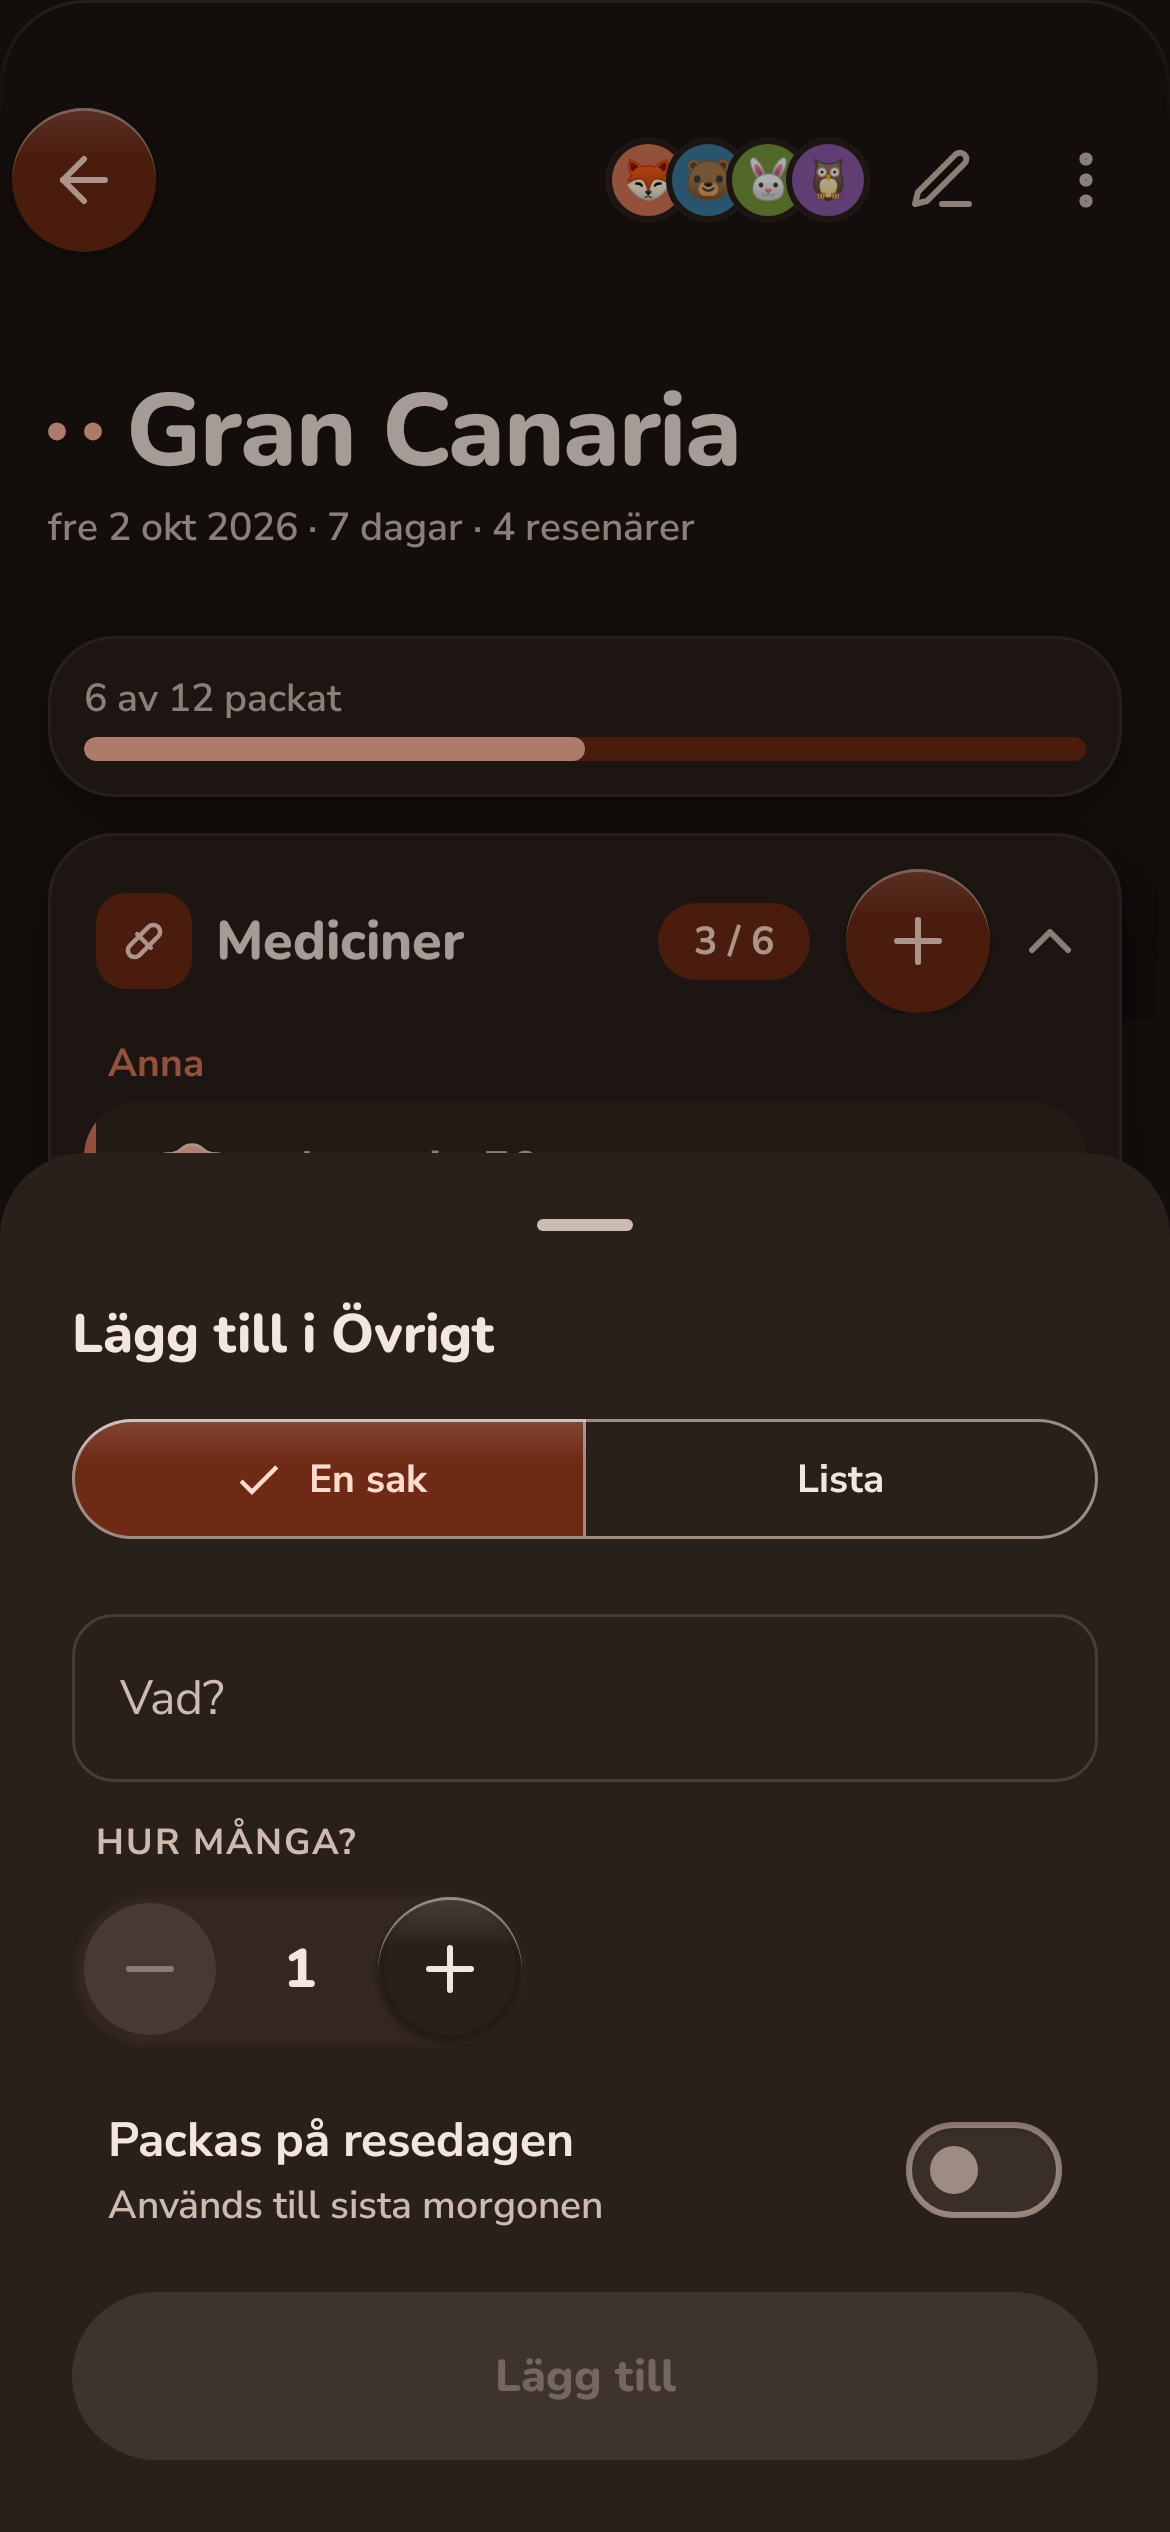 Gran Canaria
fre 2 okt 2026 · 7 dagar · 4 resenärer
6 av 12 packat
Mediciner
3 / 6
Anna
Lägg till i Övrigt
En sak
Lista
Vad?
HUR MÅNGA?
1
Packas på resedagen
Används till sista morgonen
Lägg till